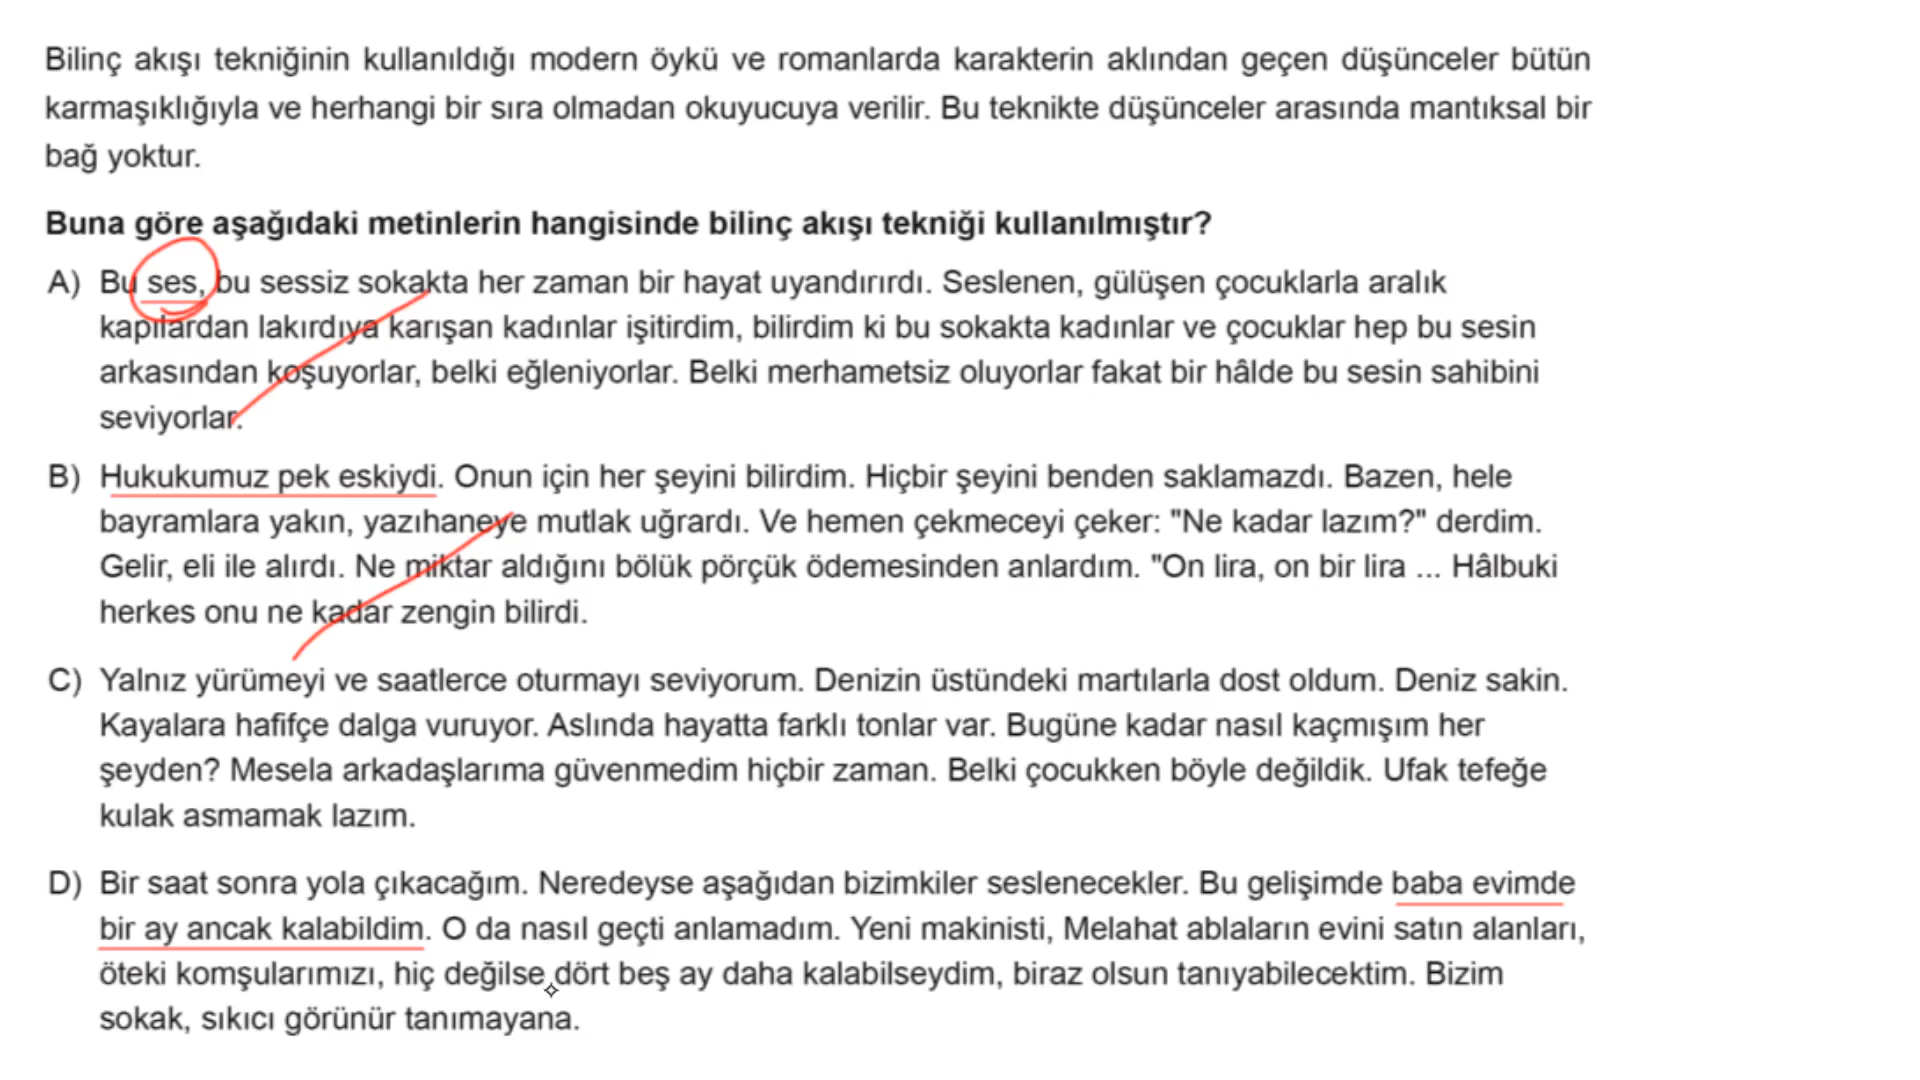 Bilinç akışı tekniğinin kullanıldığı modern öykü ve romanlarda karakterin aklından geçen düşünceler bütün
karmaşıklığıyla ve herhangi bir sıra olmadan okuyucuya verilir. Bu teknikte düşünceler arasında mantıksal bir
bağ yoktur.
Buna göre aşağıdaki metinlerin hangisinde bilinç akışı tekniği kullanılmıştır?
A) Bu ses, bu sessiz sokakta her zaman bir hayat uyandırırdı. Seslenen, gülüşen çocuklarla aralık
kapılardan lakırdıya karışan kadınlar işitirdim, bilirdim ki bu sokakta kadınlar ve çocuklar hep bu sesin
arkasından koşuyorlar, belki eğleniyorlar. Belki merhametsiz oluyorlar fakat bir hâlde bu sesin sahibini
seviyorlar.
B) Hukukumuz pek eskiydi. Onun için her şeyini bilirdim. Hiçbir şeyini benden saklamazdı. Bazen, hele
bayramlara yakın, yazıhaneye mutlak uğrardı. Ve hemen çekmeceyi çeker: "Ne kadar lazım?" derdim.
Gelir, eli ile alırdı. Ne miktar aldığını bölük pörçük ödemesinden anlardım. "On lira, on bir lira ... Hâlbuki
herkes onu ne kadar zengin bilirdi.
C) Yalnız yürümeyi ve saatlerce oturmayı seviyorum. Denizin üstündeki martılarla dost oldum. Deniz sakin.
Kayalara hafifçe dalga vuruyor. Aslında hayatta farklı tonlar var. Bugüne kadar nasıl kaçmışım her
şeyden? Mesela arkadaşlarıma güvenmedim hiçbir zaman. Belki çocukken böyle değildik. Ufak tefeğe
kulak asmamak lazım.
D) Bir saat sonra yola çıkacağım. Neredeyse aşağıdan bizimkiler seslenecekler. Bu gelişimde baba evimde
bir ay ancak kalabildim. O da nasıl geçti anlamadım. Yeni makinisti, Melahat ablaların evini satın alanları,
öteki komşularımızı, hiç değilse dört beş ay daha kalabilseydim, biraz olsun tanıyabilecektim. Bizim
sokak, sıkıcı görünür tanımayana.